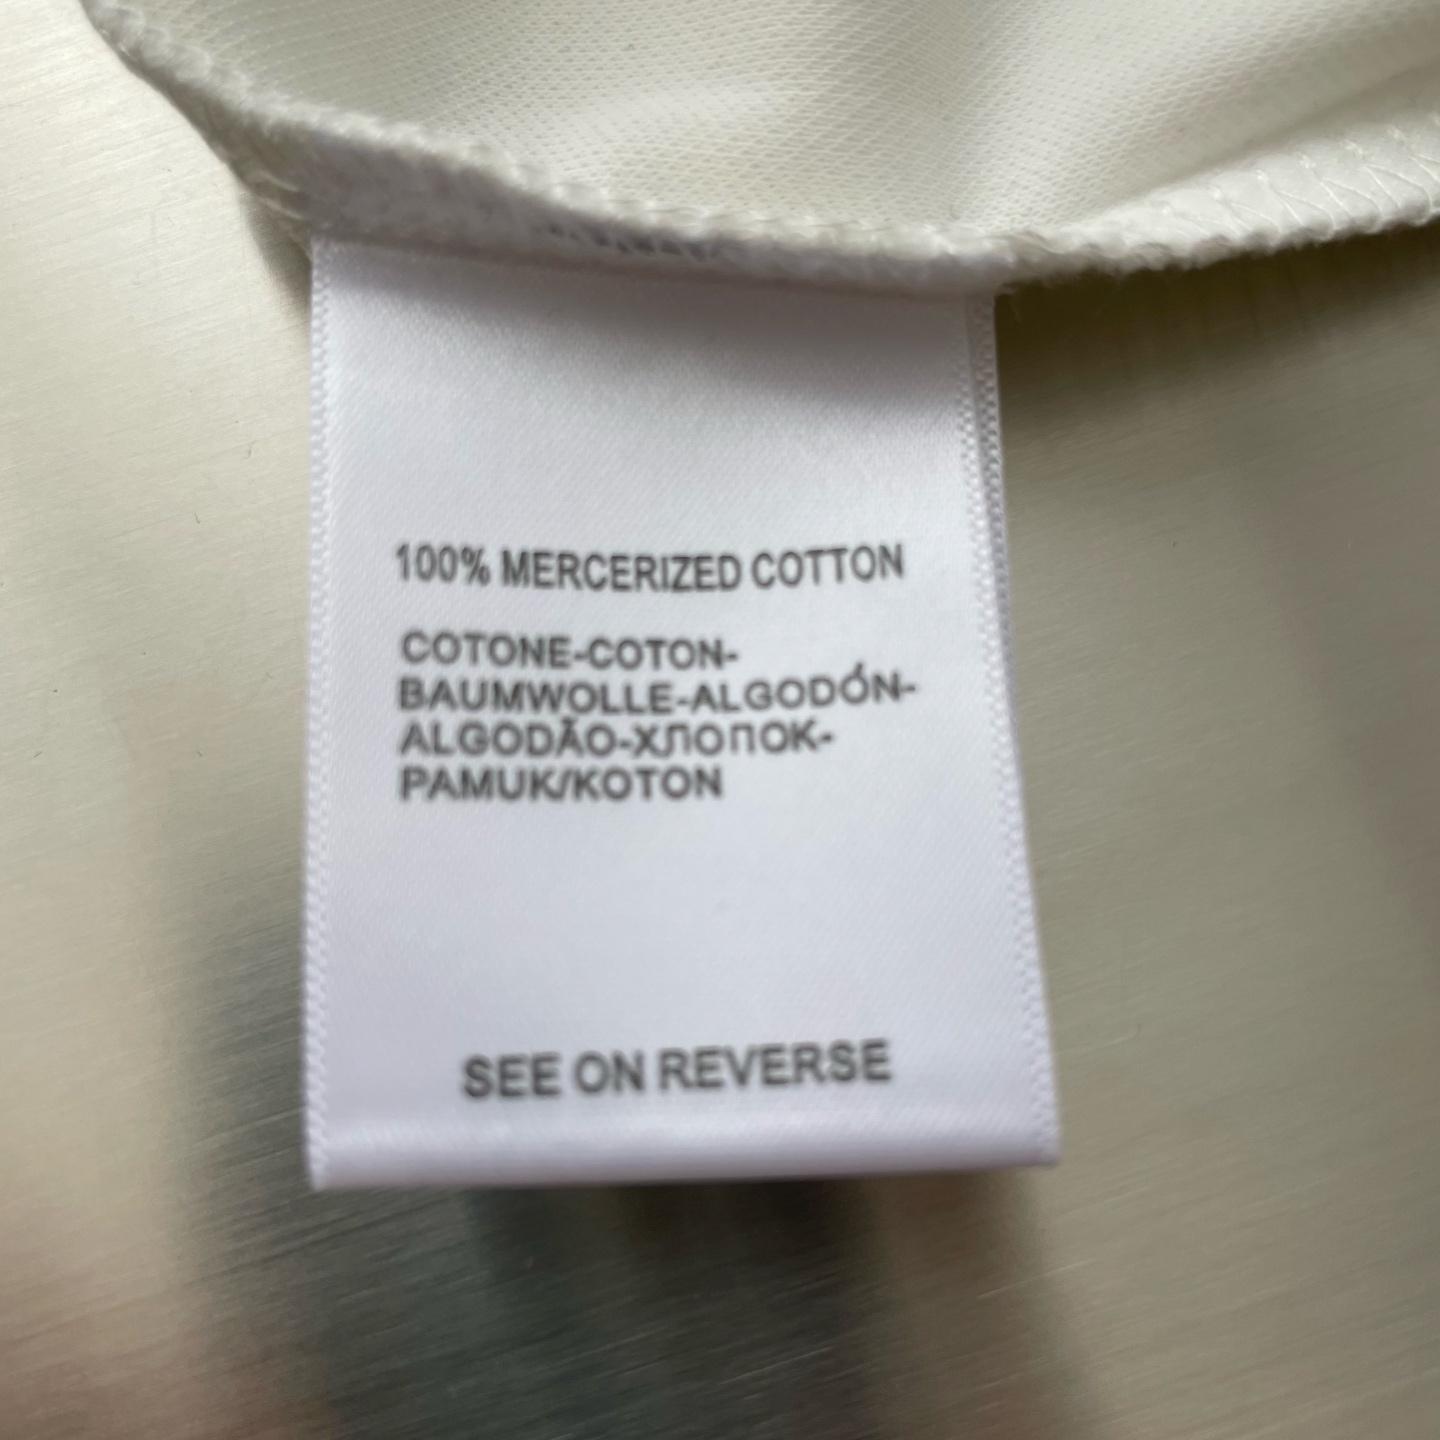 100% MERCERIZED COTTON
COTONE-COTON-
BAUMWOLLE-ALGODÓN-
ALGODÃO-ХЛОПОК-
PAMUK/KOTON
SEE ON REVERSE